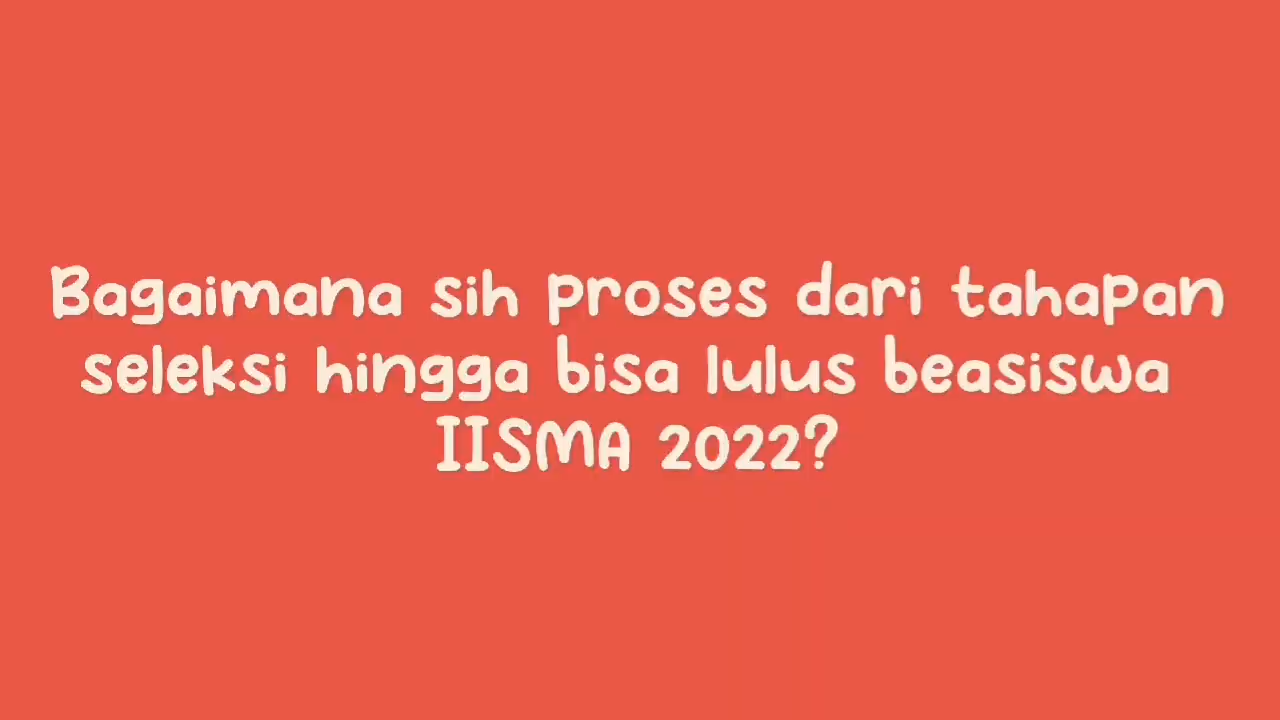 Bagaimana sih proses dari tahapan
seleksi hingga bisa lulus beasiswa
IISMA 2022?